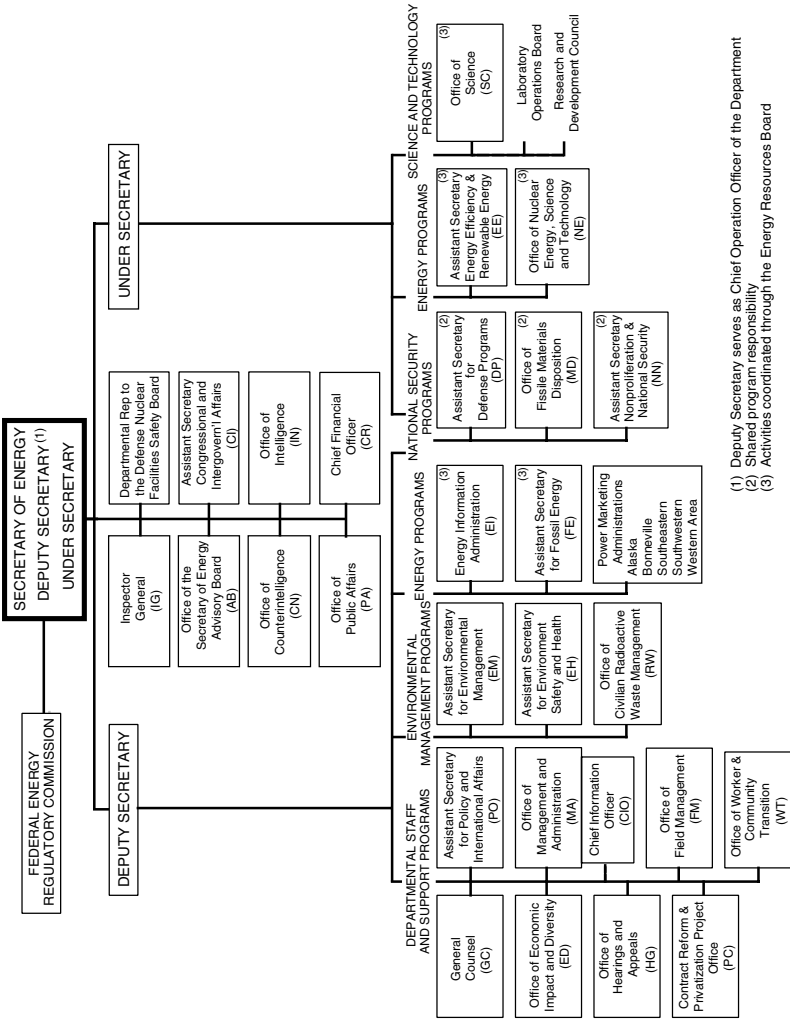 FEDERAL ENERGY
REGULATORY COMMISSION
SECRETARY OF ENERGY
DEPUTY SECRETARY (1)
UNDER SECRETARY
DEPUTY SECRETARY
UNDER SECRETARY
Inspector
General
(IG)
Departmental Rep to
the Defense Nuclear
Facilities Safety Board
Office of the
Secretary of Energy
Advisory Board
(AB)
Assistant Secretary
Congressional and
Intergovern'l Affairs
(CI)
Office of
Counterintelligence
(CN)
Office of
Intelligence
(IN)
Office of
Public Affairs
(PA)
Chief Financial
Officer
(CR)
DEPARTMENTAL STAFF
AND SUPPORT PROGRAMS
General
Counsel
(GC)
Assistant Secretary
for Policy and
International Affairs
(PO)
Office of Economic
Impact and Diversity
(ED)
Office of
Management and
Administration
(MA)
Chief Information
Officer
(CIO)
Office of
Hearings and
Appeals
(HG)
Office of
Field Management
(FM)
Contract Reform &
Privatization Project
Office
(PC)
Office of Worker &
Community
Transition
(WT)
ENVIRONMENTAL
MANAGEMENT PROGRAMS
Assistant Secretary
for Environmental
Management
(EM)
Assistant Secretary
for Environment
Safety and Health
(EH)
Office of
Civilian Radioactive
Waste Management
(RW)
ENERGY PROGRAMS
(3)
Energy Information
Administration
(EI)
(3)
Assistant Secretary
for Fossil Energy
(FE)
Power Marketing
Administrations
Alaska
Bonneville
Southeastern
Southwestern
Western Area
NATIONAL SECURITY
PROGRAMS
(2)
Assistant Secretary
for
Defense Programs
(DP)
(2)
Office of
Fissile Materials
Disposition
(MD)
(2)
Assistant Secretary
Nonproliferation &
National Security
(NN)
ENERGY PROGRAMS
(3)
Assistant Secretary
Energy Efficiency &
Renewable Energy
(EE)
(3)
Office of Nuclear
Energy, Science
and Technology
(NE)
SCIENCE AND TECHNOLOGY
PROGRAMS
(3)
Office of
Science
(SC)
Laboratory
Operations Board
Research and
Development Council
(1) Deputy Secretary serves as Chief Operation Officer of the Department
(2) Shared program responsibility
(3) Activities coordinated through the Energy Resources Board